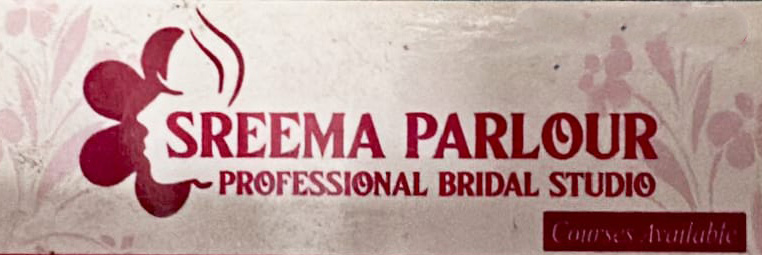 SREEMA PARLOUR
PROFESSIONAL BRIDAL STUDIO
Courses Available